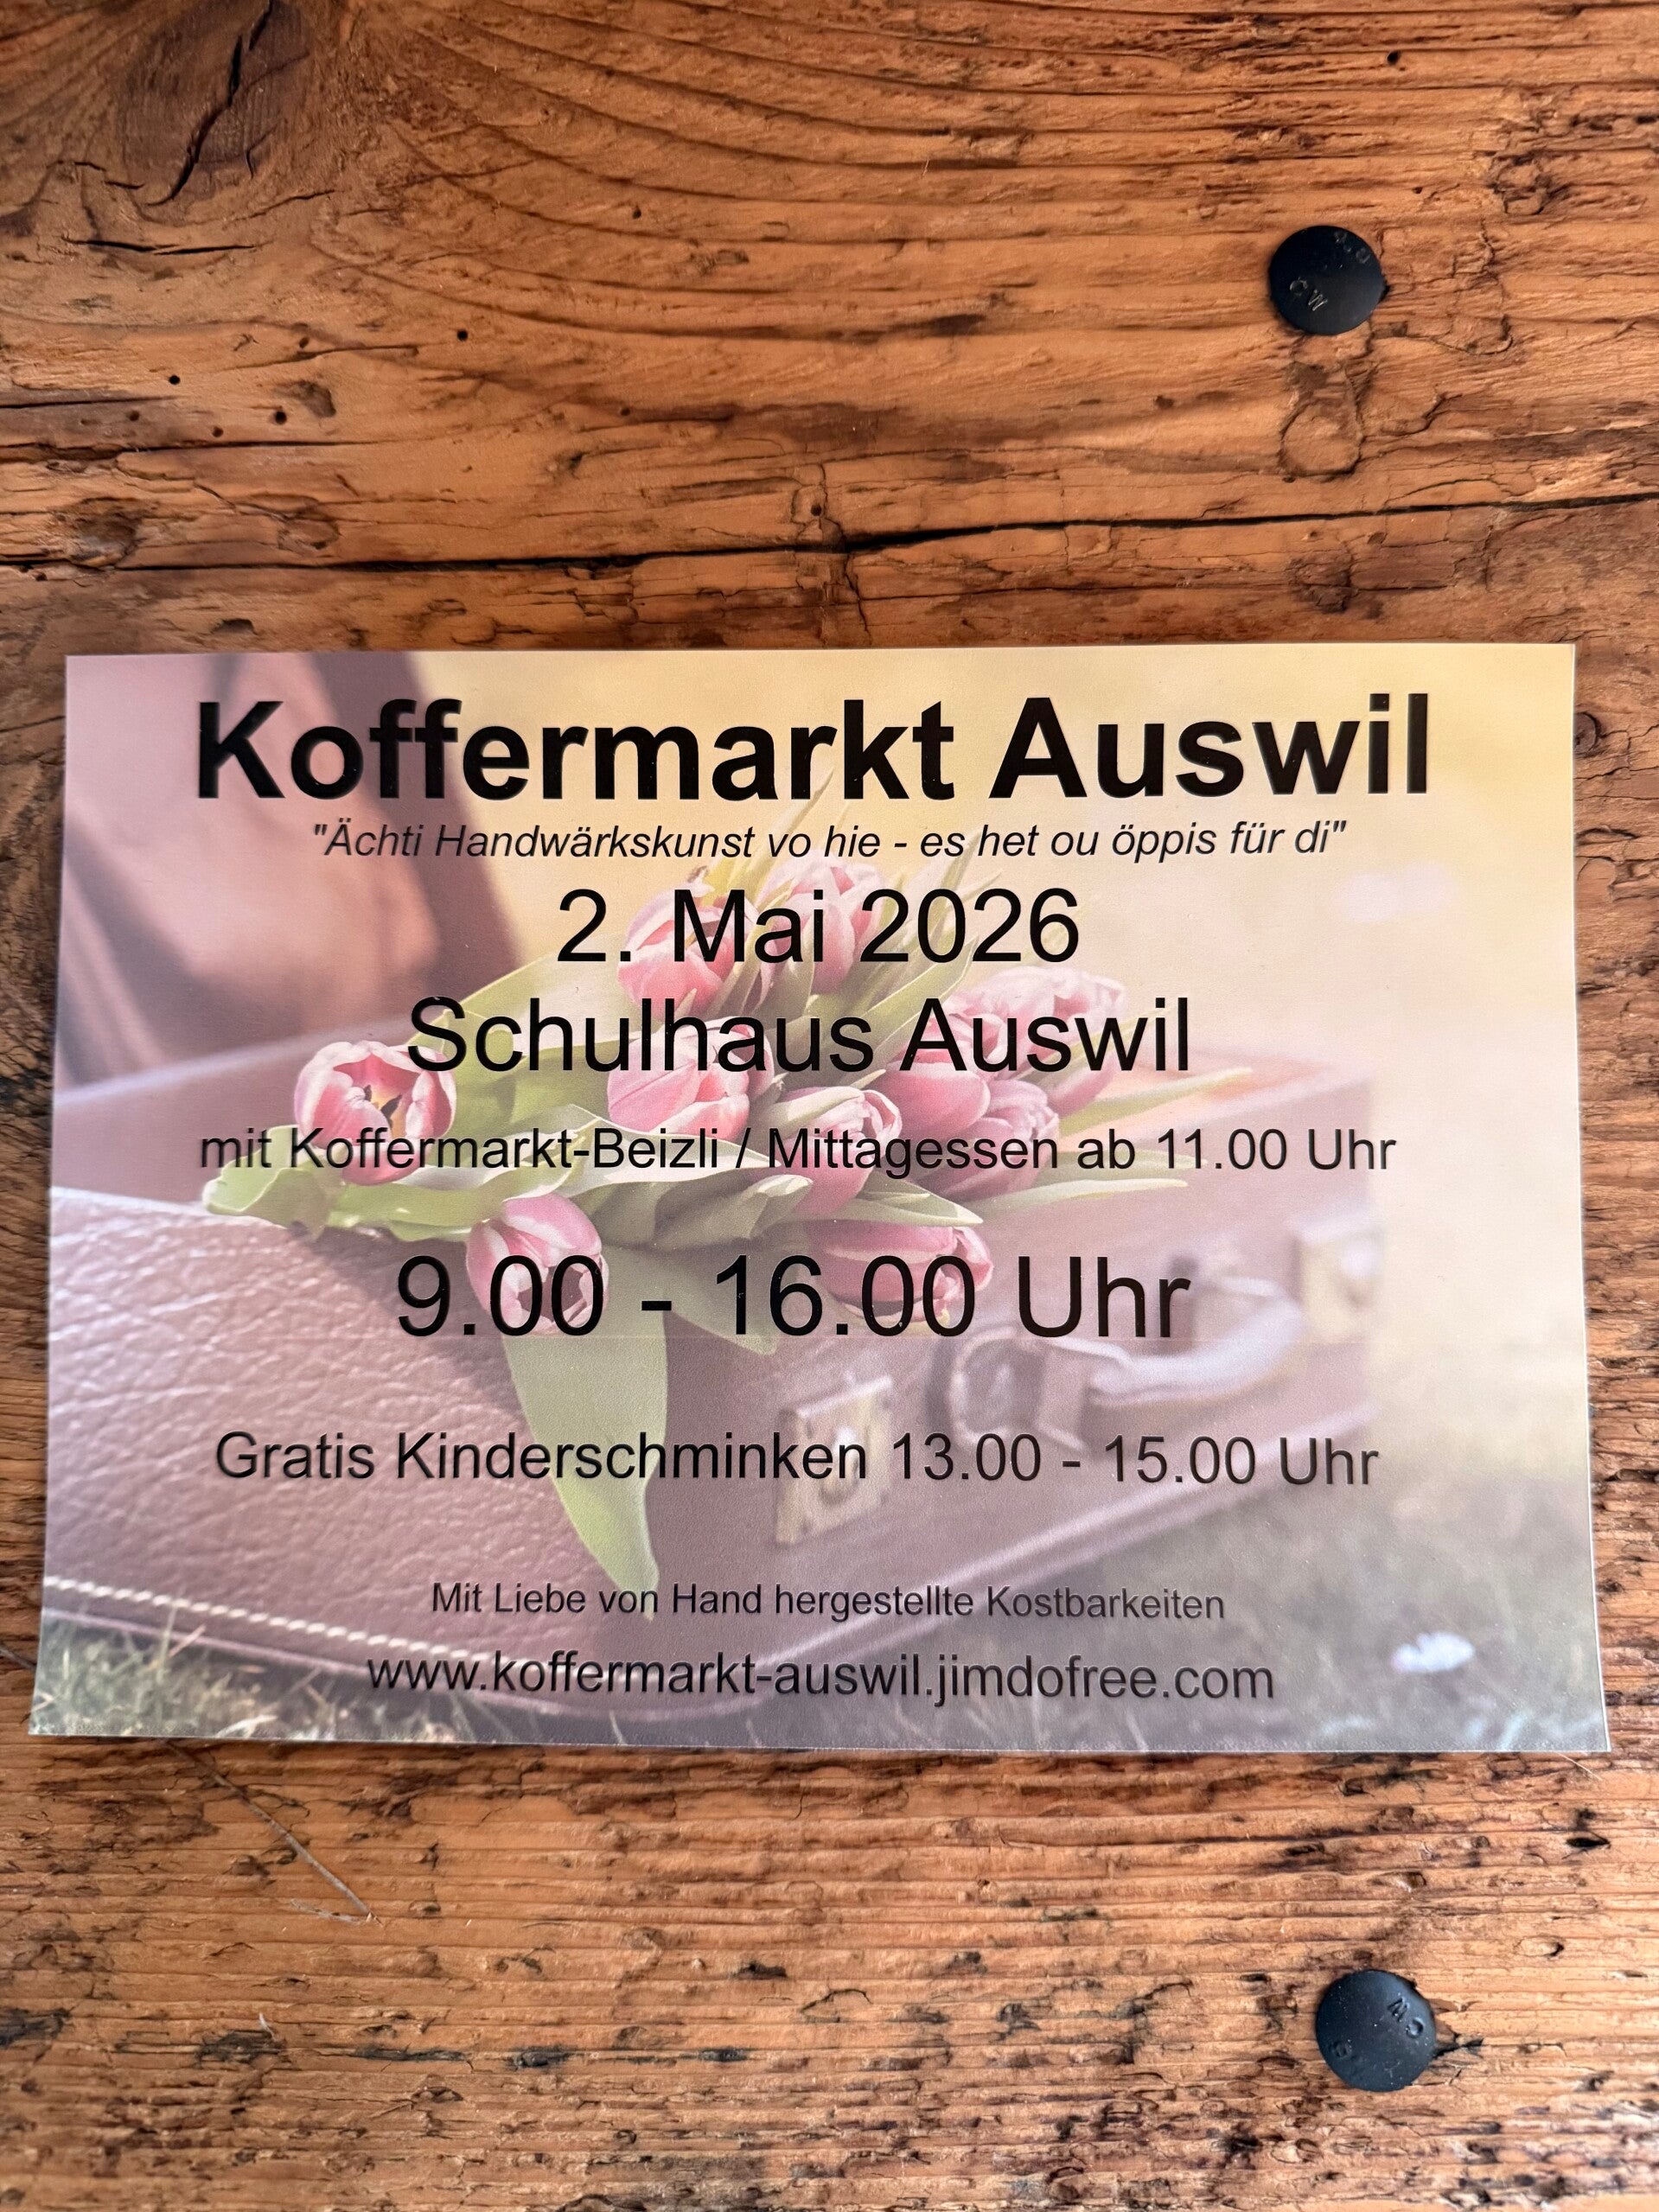 Koffermarkt Auswil
"Ächti Handwärkskunst vo hie - es het ou öppis für di"
2. Mai 2026
Schulhaus Auswil
mit Koffermarkt-Beizli / Mittagessen ab 11.00 Uhr
9.00 - 16.00 Uhr
Gratis Kinderschminken 13.00 - 15.00 Uhr
Mit Liebe von Hand hergestellte Kostbarkeiten
www.koffermarkt-auswil.jimdofree.com